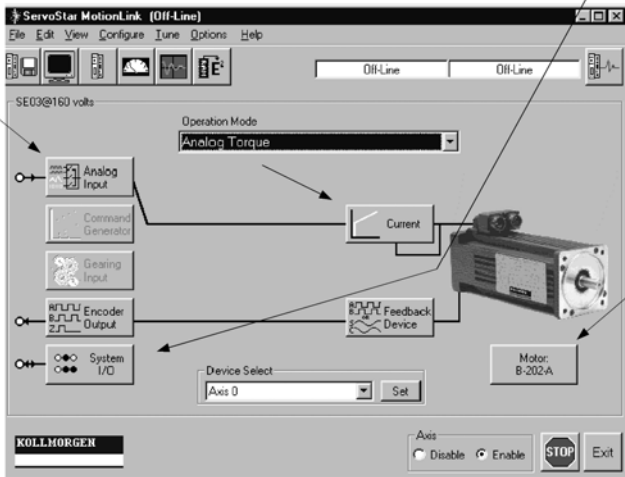 ServoStar MotionLink (Off-Line)
File Edit View Configure Tune Options Help
Off-Line Off-Line
SE03@160 volts
Operation Mode
Analog Torque
Analog Input
Command Generator
Current
Gearing Input
Encoder Output
Feedback Device
System I/O
Motor: B-202-A
Device Select
Axis 0 Set
KOLLMORGEN
Axis
Disable Enable STOP Exit